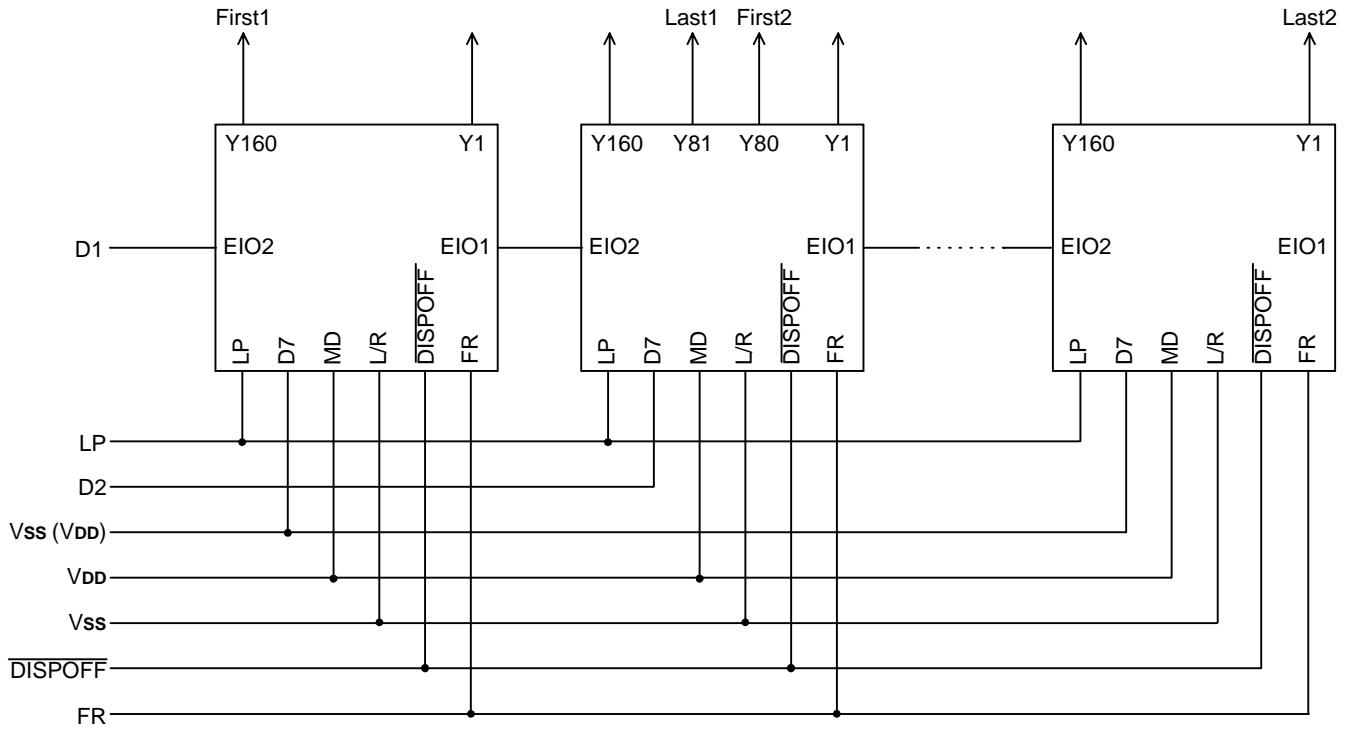 First1 Last1 First2 Last2
Y160 Y1 Y160 Y81 Y80 Y1 Y160 Y1
D1 EIO2 EIO1 EIO2 EIO1 EIO2 EIO1
LP D7 MD L/R DISPOFF FR LP D7 MD L/R DISPOFF FR LP D7 MD L/R DISPOFF FR
LP
D2
VSS (VDD)
VDD
VSS
DISPOFF
FR